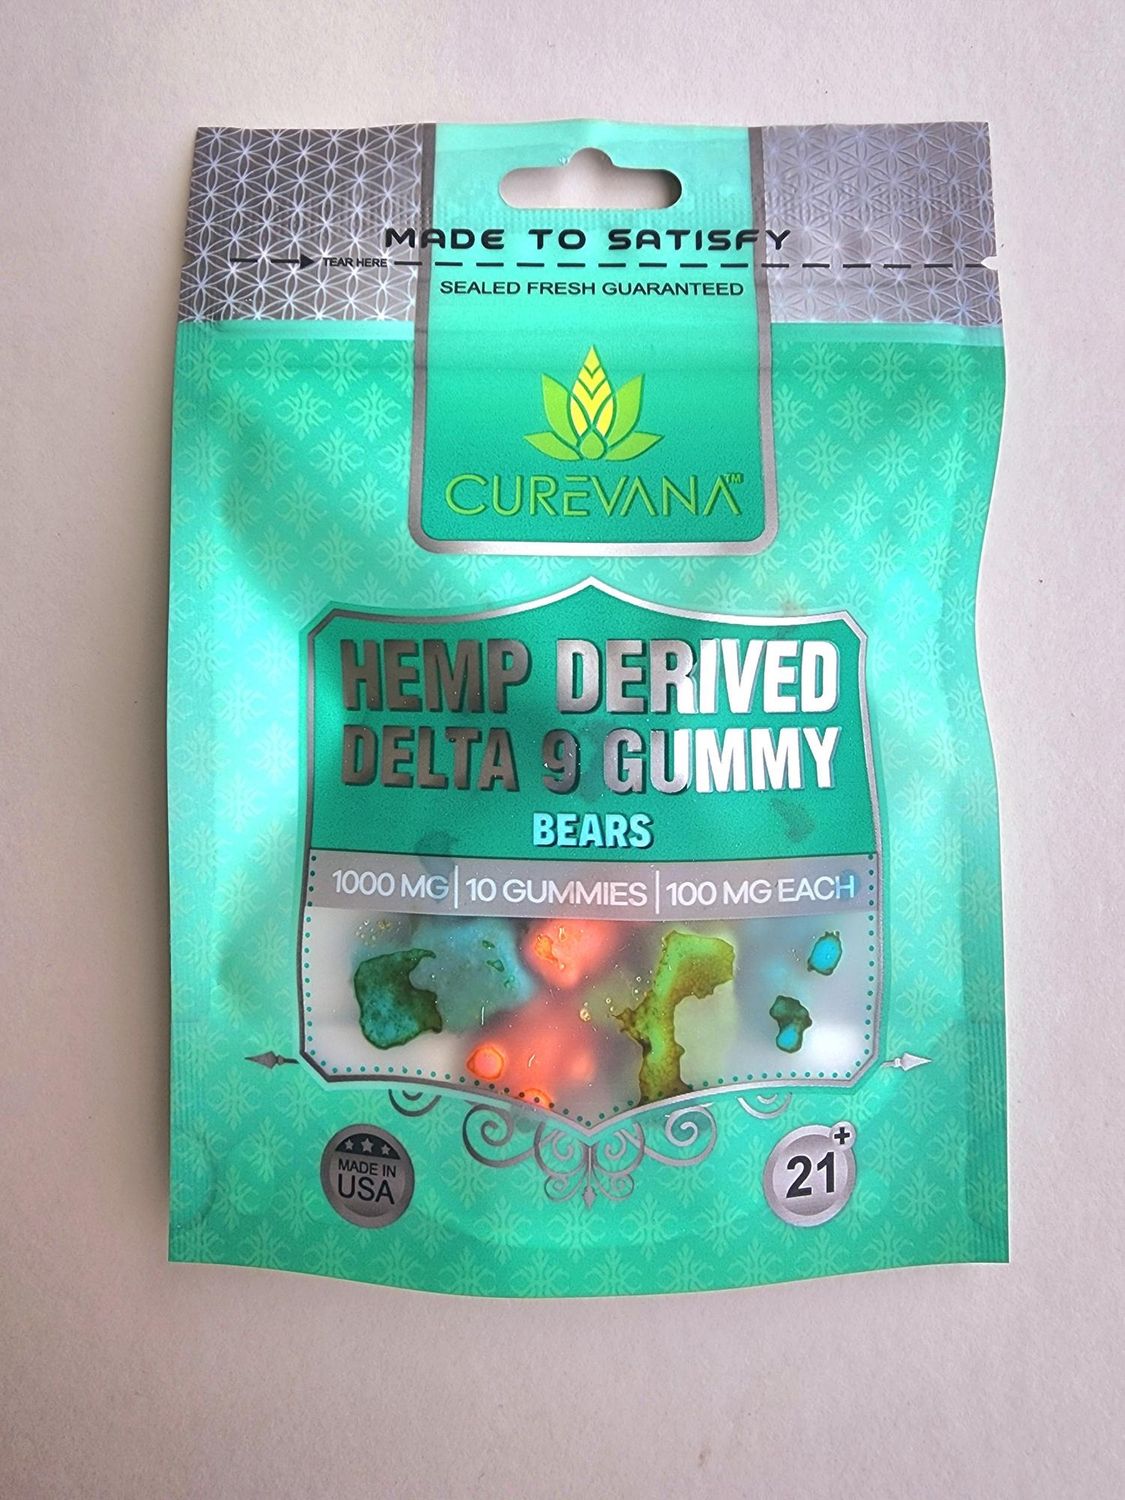 MADE TO SATISFY
TEAR HERE
SEALED FRESH GUARANTEED
CUREVANA™
HEMP DERIVED
DELTA 9 GUMMY
BEARS
1000 MG | 10 GUMMIES | 100 MG EACH
MADE IN
USA
21+